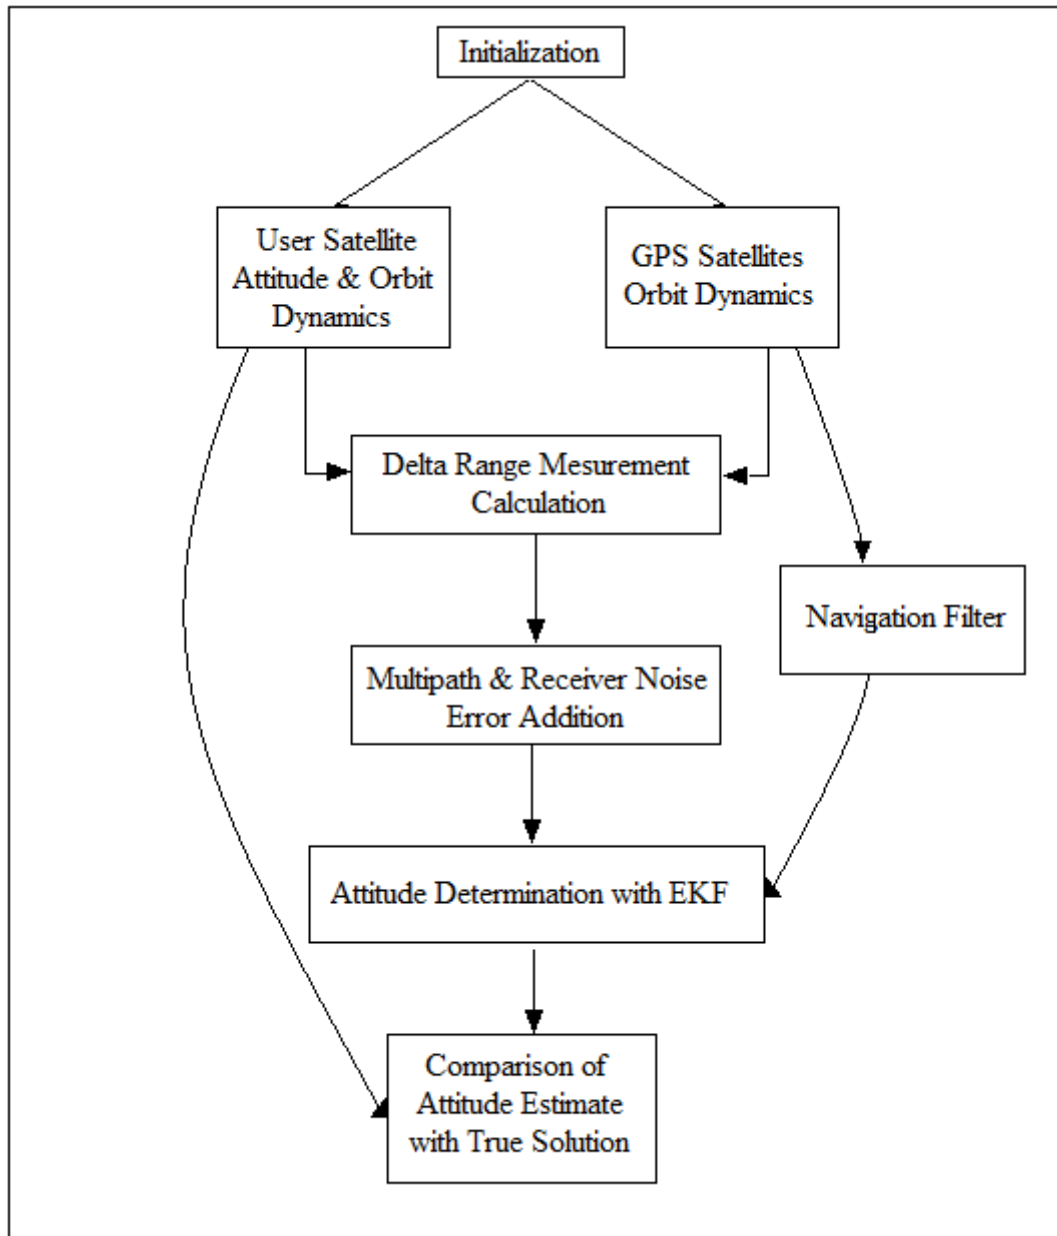 Initialization
User Satellite
Attitude & Orbit
Dynamics
GPS Satellites
Orbit Dynamics
Delta Range Mesurement
Calculation
Navigation Filter
Multipath & Receiver Noise
Error Addition
Attitude Determination with EKF
Comparison of
Attitude Estimate
with True Solution